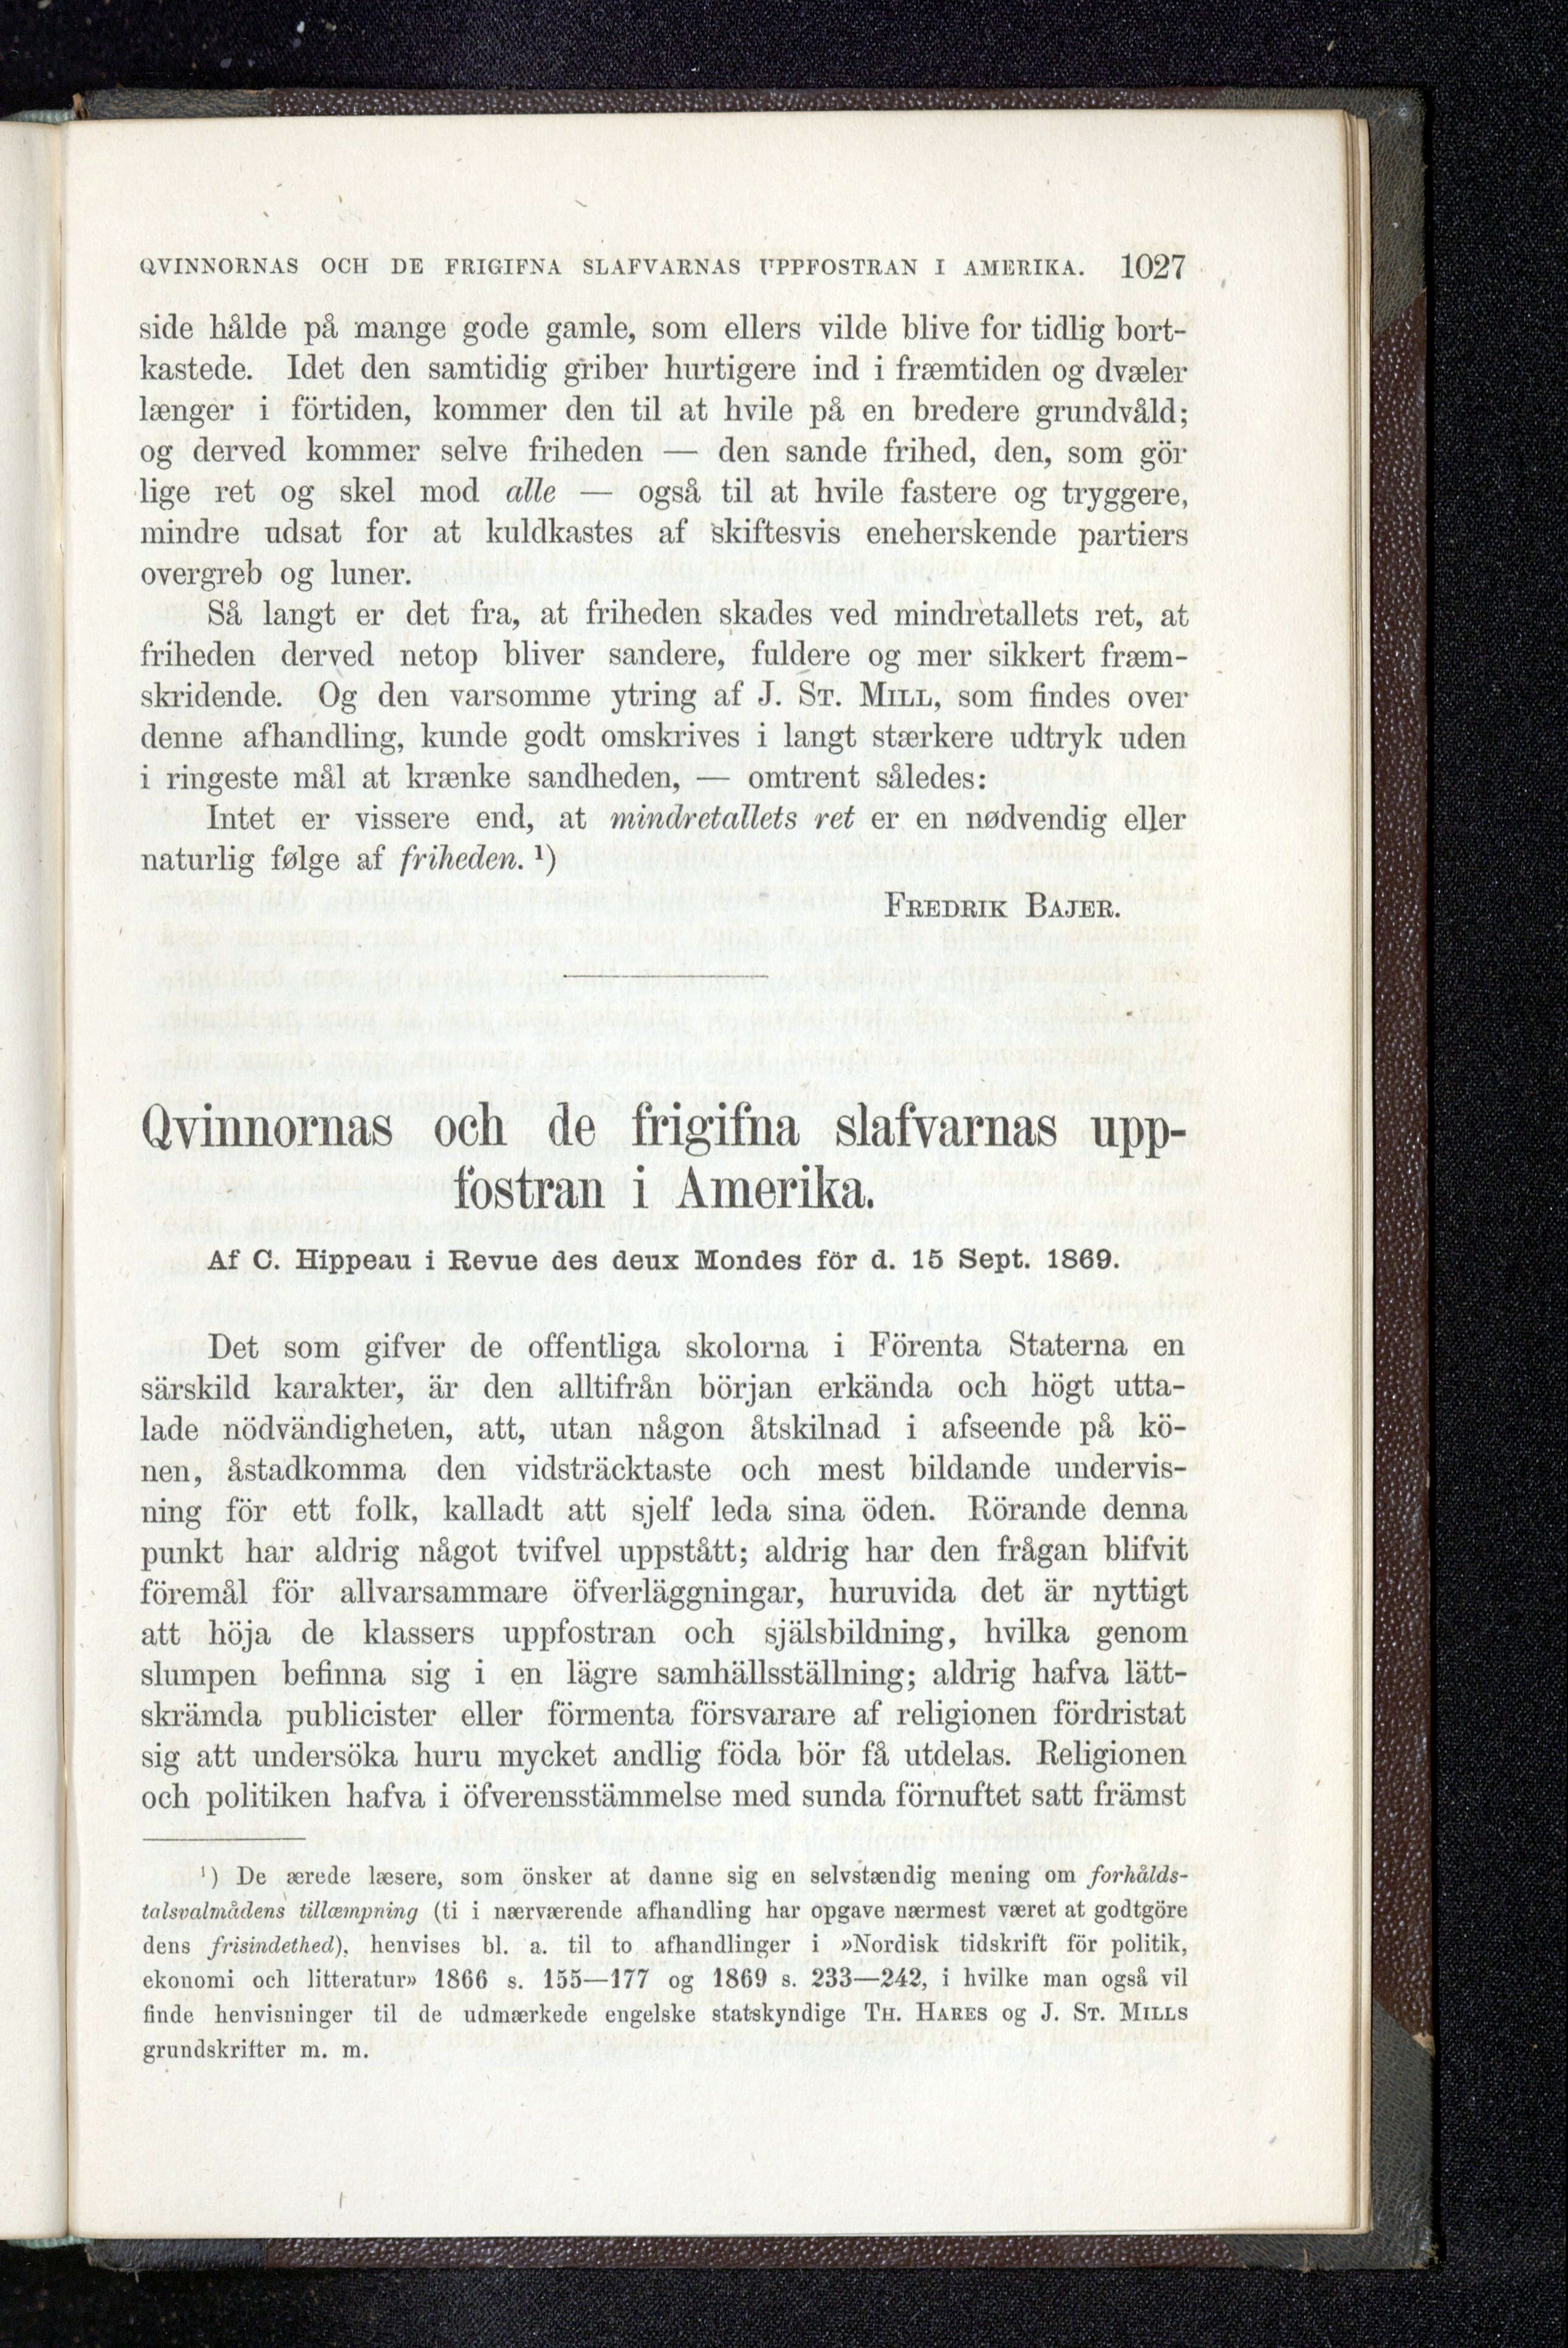 QVINNORNAS OCH DE FRIGIFNA SLAFVARNAS UPPFOSTRAN I AMERIKA. 1027
side hålde på mange gode gamle, som ellers vilde blive for tidlig bort-
kastede. Idet den samtidig griber hurtigere ind i fræmtiden og dvæler
længer i förtiden, kommer den til at hvile på en bredere grundvåld;
og derved kommer selve friheden — den sande frihed, den, som gör
lige ret og skel mod alle — også til at hvile fastere og tryggere,
mindre udsat for at kuldkastes af skiftesvis eneherskende partiers
overgreb og luner.
Så langt er det fra, at friheden skades ved mindretallets ret, at
friheden derved netop bliver sandere, fuldere og mer sikkert fræm-
skridende. Og den varsomme ytring af J. ST. MILL, som findes over
denne afhandling, kunde godt omskrives i langt stærkere udtryk uden
i ringeste mål at krænke sandheden, — omtrent således:
Intet er vissere end, at mindretallets ret er en nødvendig eller
naturlig følge af friheden. ¹)
FREDRIK BAJER.
Qvinnornas och de frigifna slafvarnas upp-
fostran i Amerika.
Af C. Hippeau i Revue des deux Mondes för d. 15 Sept. 1869.
Det som gifver de offentliga skolorna i Förenta Staterna en
särskild karakter, är den alltifrån början erkända och högt utta-
lade nödvändigheten, att, utan någon åtskilnad i afseende på kö-
nen, åstadkomma den vidsträcktaste och mest bildande undervis-
ning för ett folk, kalladt att sjelf leda sina öden. Rörande denna
punkt har aldrig något tvifvel uppstått; aldrig har den frågan blifvit
föremål för allvarsammare öfverläggningar, huruvida det är nyttigt
att höja de klassers uppfostran och själsbildning, hvilka genom
slumpen befinna sig i en lägre samhällsställning; aldrig hafva lätt-
skrämda publicister eller förmenta försvarare af religionen fördristat
sig att undersöka huru mycket andlig föda bör få utdelas. Religionen
och politiken hafva i öfverensstämmelse med sunda förnuftet satt främst
¹) De ærede læsere, som önsker at danne sig en selvstændig mening om forhålds-
talsvalmådens tillæmpning (ti i nærværende afhandling har opgave nærmest været at godtgöre
dens frisindethed), henvises bl. a. til to afhandlinger i »Nordisk tidskrift för politik,
ekonomi och litteratur» 1866 s. 155—177 og 1869 s. 233—242, i hvilke man også vil
finde henvisninger til de udmærkede engelske statskyndige TH. HARES og J. ST. MILLS
grundskrifter m. m.